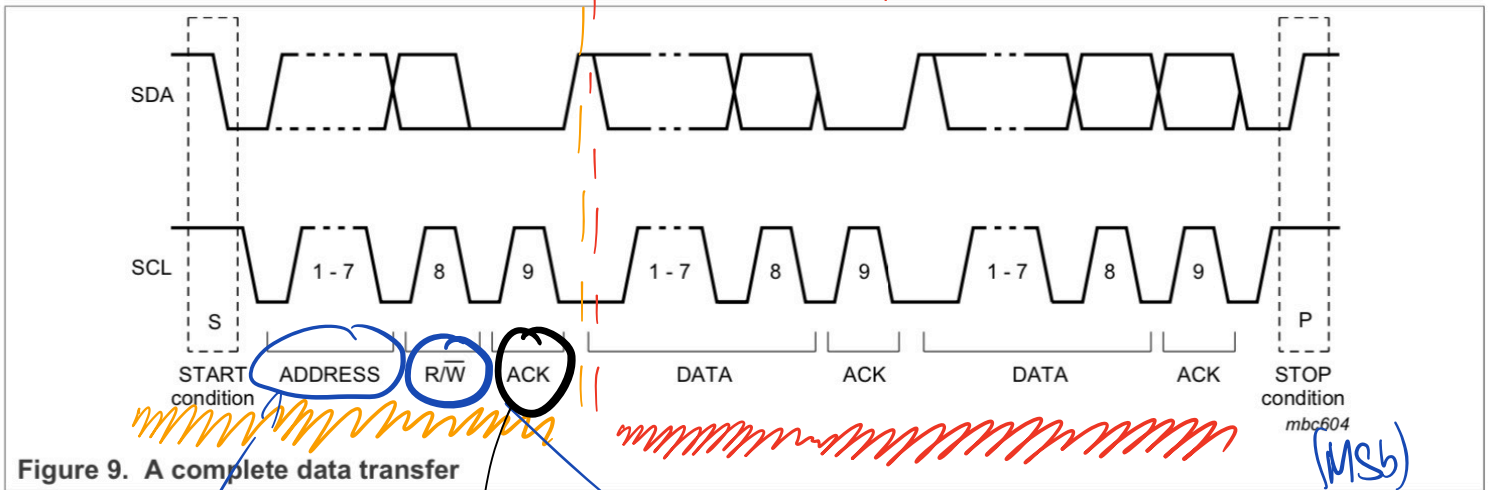 SDA
SCL
1 - 7 8 9 1 - 7 8 9 1 - 7 8 9
S P
START ADDRESS R/W̅ ACK DATA ACK DATA ACK STOP
condition condition
mbc604
(MSb)
Figure 9. A complete data transfer